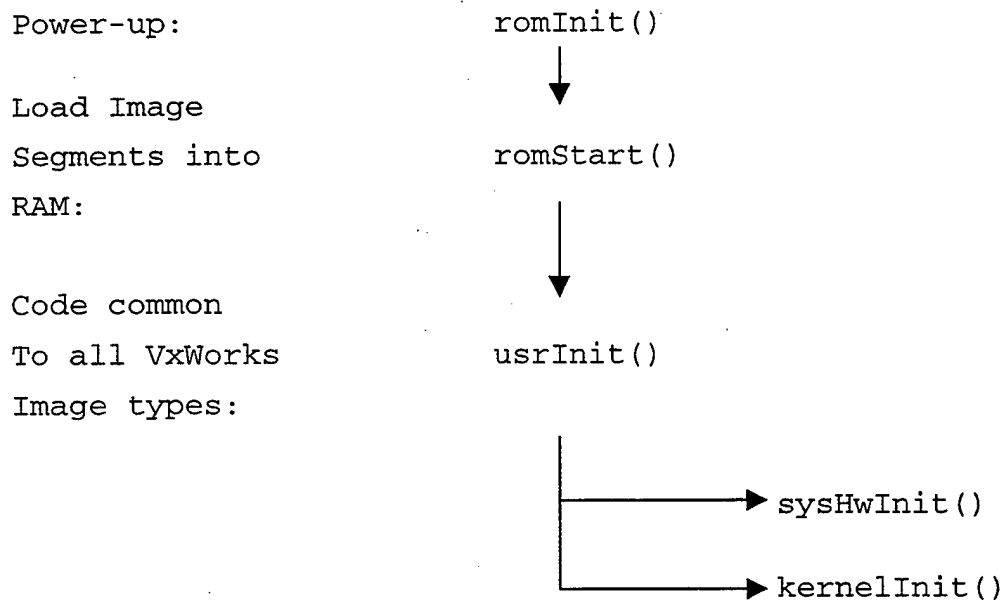 Power-up: romInit()
Load Image
Segments into romStart()
RAM:
Code common
To all VxWorks usrInit()
Image types:
sysHwInit()
kernelInit()